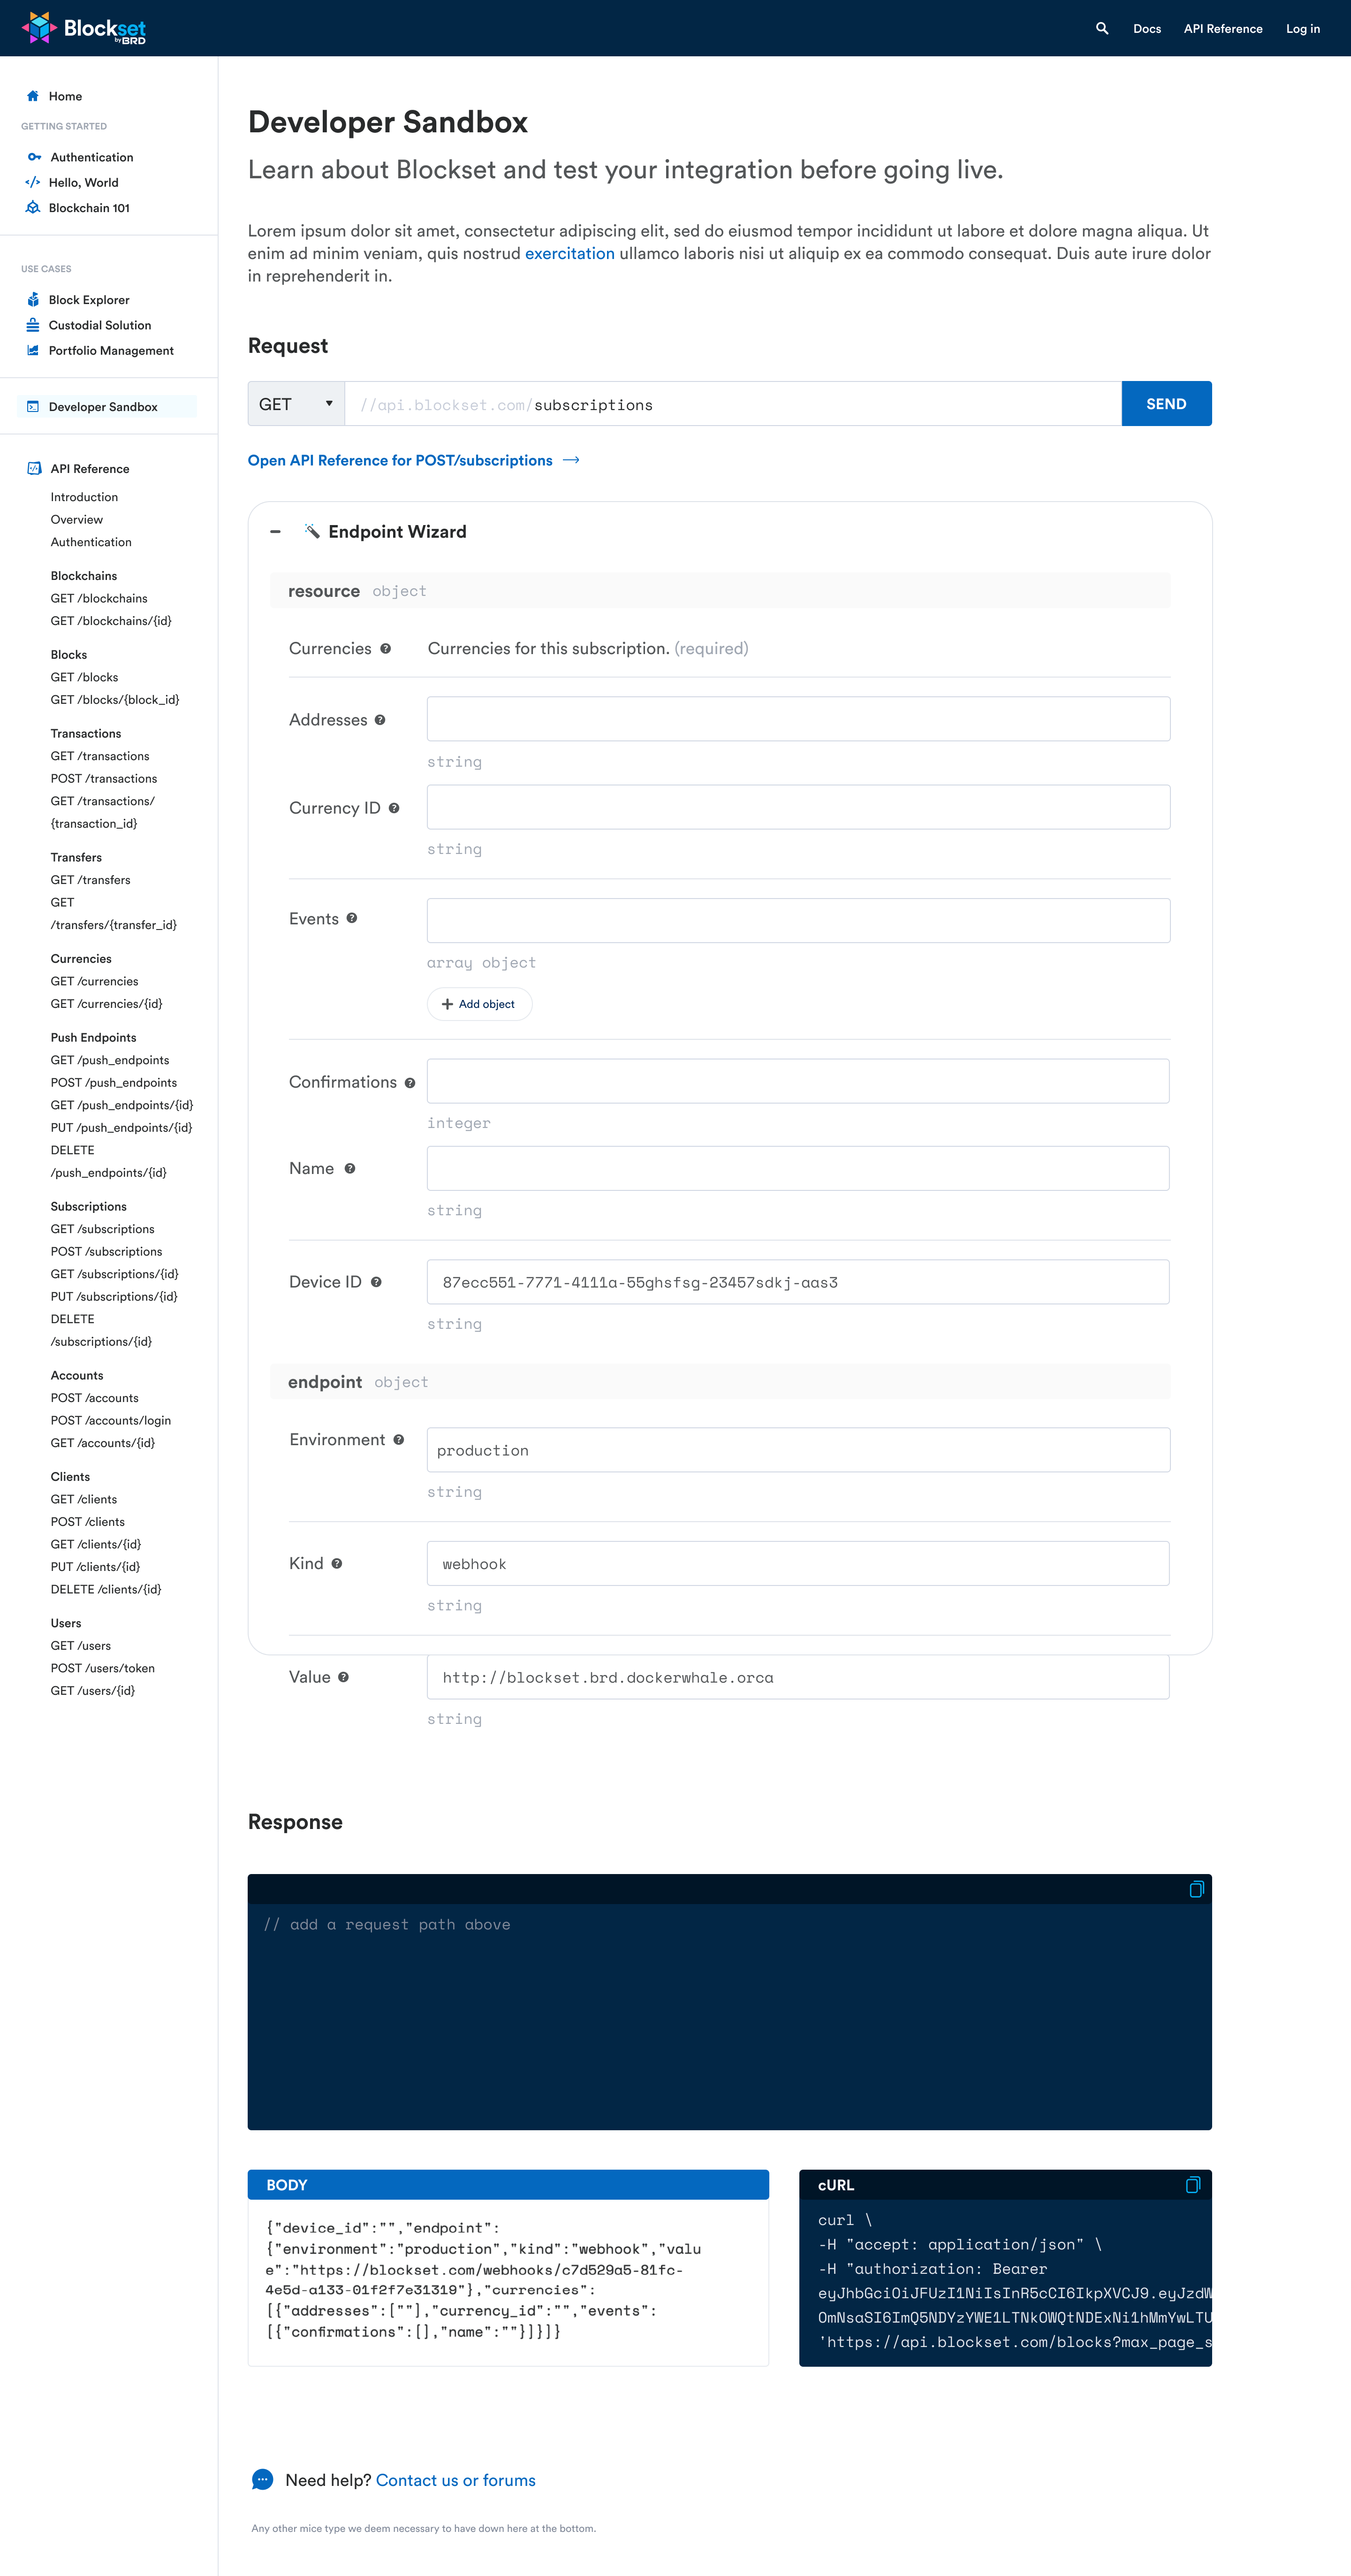 Blockset
by BRD
Docs
API Reference
Log in
Home
GETTING STARTED
Authentication
Hello, World
Blockchain 101
USE CASES
Block Explorer
Custodial Solution
Portfolio Management
Developer Sandbox
API Reference
Introduction
Overview
Authentication
Blockchains
GET /blockchains
GET /blockchains/{id}
Blocks
GET /blocks
GET /blocks/{block_id}
Transactions
GET /transactions
POST /transactions
GET /transactions/
{transaction_id}
Transfers
GET /transfers
GET
/transfers/{transfer_id}
Currencies
GET /currencies
GET /currencies/{id}
Push Endpoints
GET /push_endpoints
POST /push_endpoints
GET /push_endpoints/{id}
PUT /push_endpoints/{id}
DELETE
/push_endpoints/{id}
Subscriptions
GET /subscriptions
POST /subscriptions
GET /subscriptions/{id}
PUT /subscriptions/{id}
DELETE
/subscriptions/{id}
Accounts
POST /accounts
POST /accounts/login
GET /accounts/{id}
Clients
GET /clients
POST /clients
GET /clients/{id}
PUT /clients/{id}
DELETE /clients/{id}
Users
GET /users
POST /users/token
GET /users/{id}
Developer Sandbox
Learn about Blockset and test your integration before going live.
Lorem ipsum dolor sit amet, consectetur adipiscing elit, sed do eiusmod tempor incididunt ut labore et dolore magna aliqua. Ut
enim ad minim veniam, quis nostrud exercitation ullamco laboris nisi ut aliquip ex ea commodo consequat. Duis aute irure dolor
in reprehenderit in.
Request
GET
//api.blockset.com/subscriptions
SEND
Open API Reference for POST/subscriptions
Endpoint Wizard
resource object
Currencies
Currencies for this subscription. (required)
Addresses
string
Currency ID
string
Events
array object
Add object
Confirmations
integer
Name
string
Device ID
87ecc551-7771-4111a-55ghsfsg-23457sdkj-aas3
string
endpoint object
Environment
production
string
Kind
webhook
string
Value
http://blockset.brd.dockerwhale.orca
string
Response
// add a request path above
BODY
{"device_id":"","endpoint":
{"environment":"production","kind":"webhook","valu
e":"https://blockset.com/webhooks/c7d529a5-81fc-
4e5d-a133-01f2f7e31319"},"currencies":
[{"addresses":[""],"currency_id":"","events":
[{"confirmations":[],"name":""}]}]}
cURL
curl \
-H "accept: application/json" \
-H "authorization: Bearer
eyJhbGciOiJFUzI1NiIsInR5cCI6IkpXVCJ9.eyJzdW
OmNsaSI6ImQ5NDYzYWE1LTNkOWQtNDExNi1hMmYwLTU
'https://api.blockset.com/blocks?max_page_s
Need help? Contact us or forums
Any other mice type we deem necessary to have down here at the bottom.